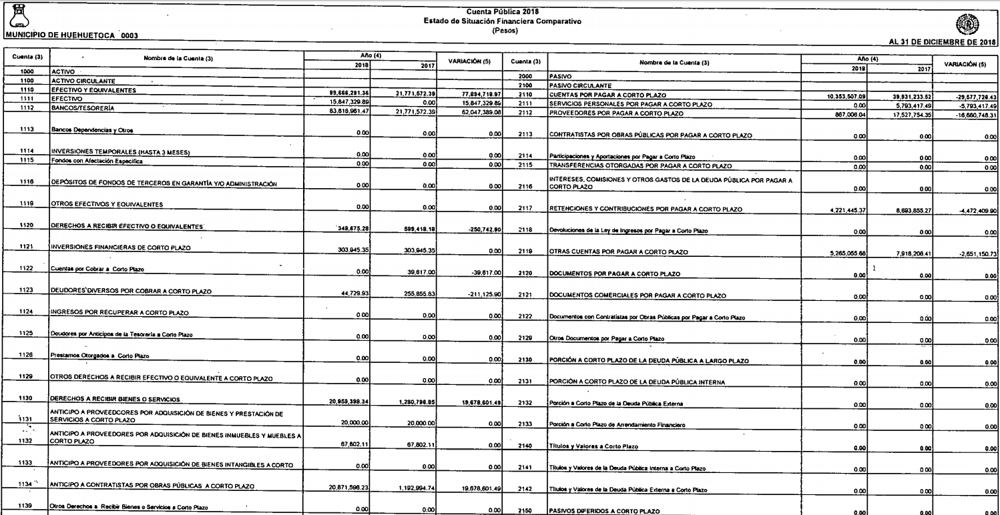 Cuenta Pública 2018
Estado de Situación Financiera Comparativo
(Pesos)
MUNICIPIO DE HUEHUETOCA 0003
AL 31 DE DICIEMBRE DE 2018
Cuenta (3) Nombre de la Cuenta (3) Año (4) VARIACIÓN (5) Cuenta (3) Nombre de la Cuenta (3) Año (4) VARIACIÓN (5)
2018 2017 2018 2017
1000 ACTIVO 2000 PASIVO
1100 ACTIVO CIRCULANTE 2100 PASIVO CIRCULANTE
1110 EFECTIVO Y EQUIVALENTES 99,666,291.36 21,771,572.39 77,894,718.97 2110 CUENTAS POR PAGAR A CORTO PLAZO 10,353,507.09 39,931,233.52 -29,577,726.43
1111 EFECTIVO 15,847,329.89 0.00 15,847,329.89 2111 SERVICIOS PERSONALES POR PAGAR A CORTO PLAZO 0.00 5,793,417.49 -5,793,417.49
1112 BANCOS/TESORERÍA 83,818,961.47 21,771,572.39 62,047,389.08 2112 PROVEEDORES POR PAGAR A CORTO PLAZO 867,006.04 17,527,754.35 -16,660,748.31
1113 Bancos Dependencias y Otros 0.00 0.00 0.00 2113 CONTRATISTAS POR OBRAS PÚBLICAS POR PAGAR A CORTO PLAZO 0.00 0.00 0.00
1114 INVERSIONES TEMPORALES (HASTA 3 MESES) 0.00 0.00 0.00 2114 Participaciones y Aportaciones por Pagar a Corto Plazo 0.00 0.00 0.00
1115 Fondos con Afectación Específica 0.00 0.00 0.00 2115 TRANSFERENCIAS OTORGADAS POR PAGAR A CORTO PLAZO 0.00 0.00 0.00
1116 DEPÓSITOS DE FONDOS DE TERCEROS EN GARANTÍA Y/O ADMINISTRACIÓN 0.00 0.00 0.00 2116 INTERESES, COMISIONES Y OTROS GASTOS DE LA DEUDA PÚBLICA POR PAGAR A
CORTO PLAZO 0.00 0.00 0.00
1119 OTROS EFECTIVOS Y EQUIVALENTES 0.00 0.00 0.00 2117 RETENCIONES Y CONTRIBUCIONES POR PAGAR A CORTO PLAZO 4,221,445.37 8,693,855.27 -4,472,409.90
1120 DERECHOS A RECIBIR EFECTIVO O EQUIVALENTES 348,675.28 599,418.18 -250,742.90 2118 Devoluciones de la Ley de Ingresos por Pagar a Corto Plazo 0.00 0.00 0.00
1121 INVERSIONES FINANCIERAS DE CORTO PLAZO 303,945.35 303,945.35 0.00 2119 OTRAS CUENTAS POR PAGAR A CORTO PLAZO 5,265,055.68 7,916,206.41 -2,651,150.73
1122 Cuentas por Cobrar a Corto Plazo 0.00 39,617.00 -39,617.00 2120 DOCUMENTOS POR PAGAR A CORTO PLAZO 0.00 0.00 0.00
1123 DEUDORES DIVERSOS POR COBRAR A CORTO PLAZO 44,729.93 255,855.83 -211,125.90 2121 DOCUMENTOS COMERCIALES POR PAGAR A CORTO PLAZO 0.00 0.00 0.00
1124 INGRESOS POR RECUPERAR A CORTO PLAZO 0.00 0.00 0.00 2122 Documentos con Contratistas por Obras Públicas por Pagar a Corto Plazo 0.00 0.00 0.00
1125 Deudores por Anticipos de la Tesorería a Corto Plazo 0.00 0.00 0.00 2129 Otros Documentos por Pagar a Corto Plazo 0.00 0.00 0.00
1126 Prestamos Otorgados a Corto Plazo 0.00 0.00 0.00 2130 PORCIÓN A CORTO PLAZO DE LA DEUDA PÚBLICA A LARGO PLAZO 0.00 0.00 0.00
1129 OTROS DERECHOS A RECIBIR EFECTIVO O EQUIVALENTE A CORTO PLAZO 0.00 0.00 0.00 2131 PORCIÓN A CORTO PLAZO DE LA DEUDA PÚBLICA INTERNA 0.00 0.00 0.00
1130 DERECHOS A RECIBIR BIENES O SERVICIOS 20,959,398.34 1,280,796.85 19,678,601.49 2132 Porción a Corto Plazo de la Deuda Pública Externa 0.00 0.00 0.00
1131 ANTICIPO A PROVEEDCORES POR ADQUISICIÓN DE BIENES Y PRESTACIÓN DE
SERVICIOS A CORTO PLAZO 20,000.00 20,000.00 0.00 2133 Porción a Corto Plazo de Arrendamiento Financiero 0.00 0.00 0.00
1132 ANTICIPO A PROVEEDORES POR ADQUISICIÓN DE BIENES INMUEBLES Y MUEBLES A
CORTO PLAZO 67,802.11 67,802.11 0.00 2140 Títulos y Valores a Corto Plazo 0.00 0.00 0.00
1133 ANTICIPO A PROVEEDORES POR ADQUISICIÓN DE BIENES INTANGIBLES A CORTO 0.00 0.00 0.00 2141 Títulos y Valores de la Deuda Pública Interna a Corto Plazo 0.00 0.00 0.00
1134 ANTICIPO A CONTRATISTAS POR OBRAS PÚBLICAS A CORTO PLAZO 20,871,596.23 1,192,994.74 19,678,601.49 2142 Títulos y Valores de la Deuda Pública Externa a Corto Plazo 0.00 0.00 0.00
1139 Otros Derechos a Recibir Bienes o Servicios a Corto Plazo 0.00 0.00 0.00 2150 PASIVOS DIFERIDOS A CORTO PLAZO 0.00 0.00 0.00